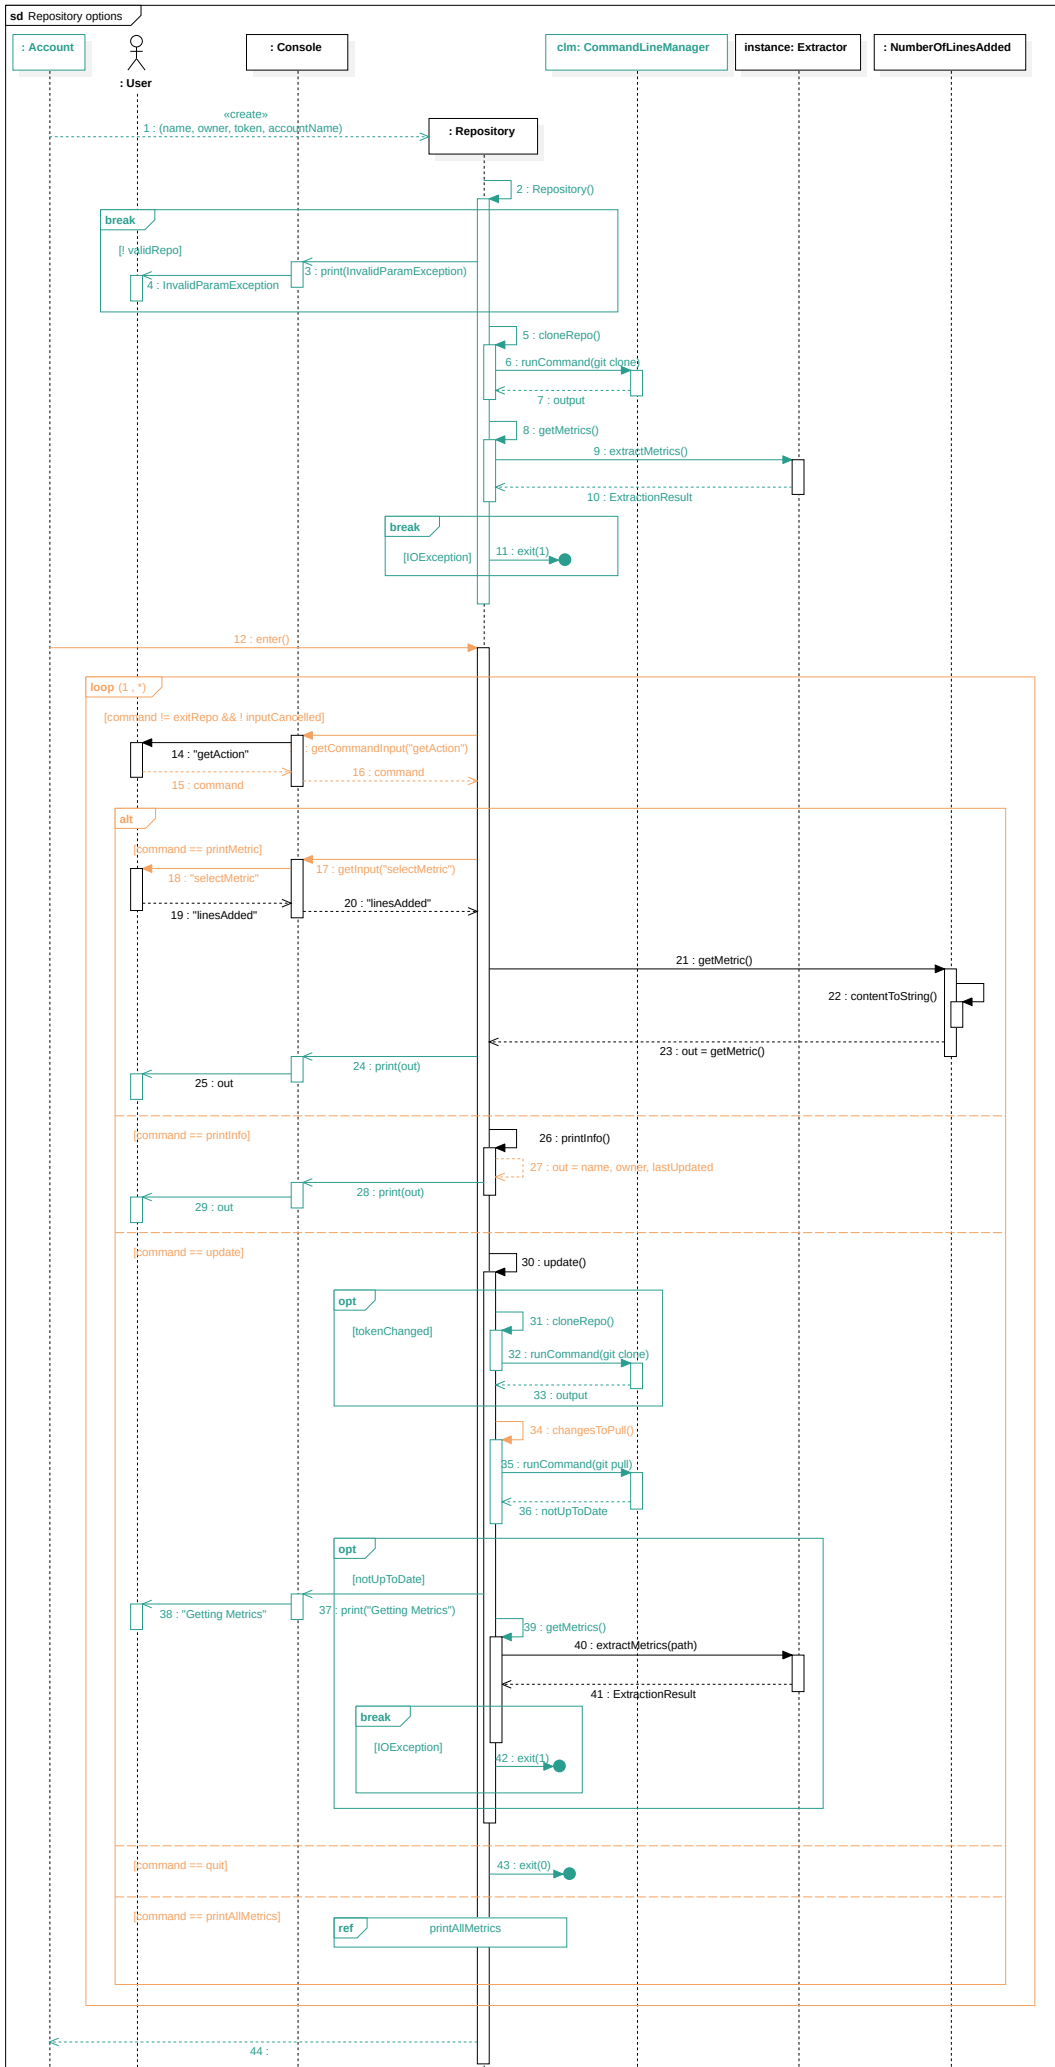 sd Repository options
: Account
: User
: Console
clm: CommandLineManager
instance: Extractor
: NumberOfLinesAdded
«create»
1 : (name, owner, token, accountName)
: Repository
2 : Repository()
break
[! validRepo]
3 : print(InvalidParamException)
4 : InvalidParamException
5 : cloneRepo()
6 : runCommand(git clone)
7 : output
8 : getMetrics()
9 : extractMetrics()
10 : ExtractionResult
break
[IOException]
11 : exit(1)
12 : enter()
loop (1 , *)
[command != exitRepo && ! inputCancelled]
: getCommandInput("getAction")
14 : "getAction"
15 : command
16 : command
alt
[command == printMetric]
17 : getInput("selectMetric")
18 : "selectMetric"
19 : "linesAdded"
20 : "linesAdded"
21 : getMetric()
22 : contentToString()
23 : out = getMetric()
24 : print(out)
25 : out
[command == printInfo]
26 : printInfo()
27 : out = name, owner, lastUpdated
28 : print(out)
29 : out
[command == update]
30 : update()
opt
[tokenChanged]
31 : cloneRepo()
32 : runCommand(git clone)
33 : output
34 : changesToPull()
35 : runCommand(git pull)
36 : notUpToDate
opt
[notUpToDate]
37 : print("Getting Metrics")
38 : "Getting Metrics"
39 : getMetrics()
40 : extractMetrics(path)
41 : ExtractionResult
break
[IOException]
42 : exit(1)
[command == quit]
43 : exit(0)
[command == printAllMetrics]
ref
printAllMetrics
44 :